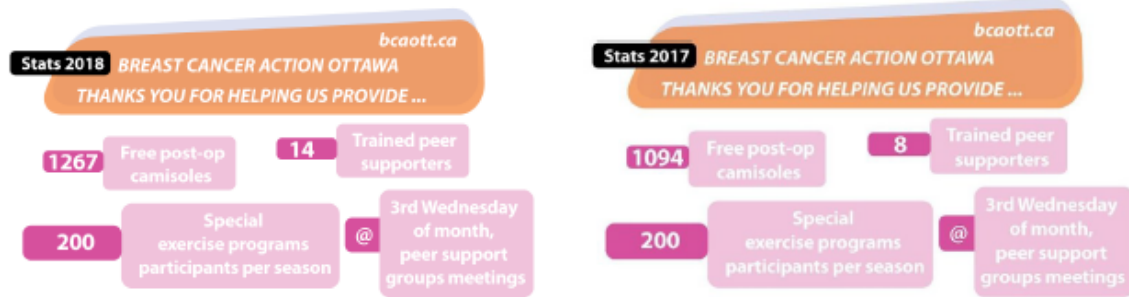 bcaott.ca
Stats 2018 BREAST CANCER ACTION OTTAWA
THANKS YOU FOR HELPING US PROVIDE ...
1267
Free post-op
camisoles
14
Trained peer
supporters
200
Special
exercise programs
participants per season
@
3rd Wednesday
of month,
peer support
groups meetings
bcaott.ca
Stats 2017 BREAST CANCER ACTION OTTAWA
THANKS YOU FOR HELPING US PROVIDE ...
1094
Free post-op
camisoles
8
Trained peer
supporters
200
Special
exercise programs
participants per season
@
3rd Wednesday
of month,
peer support
groups meetings